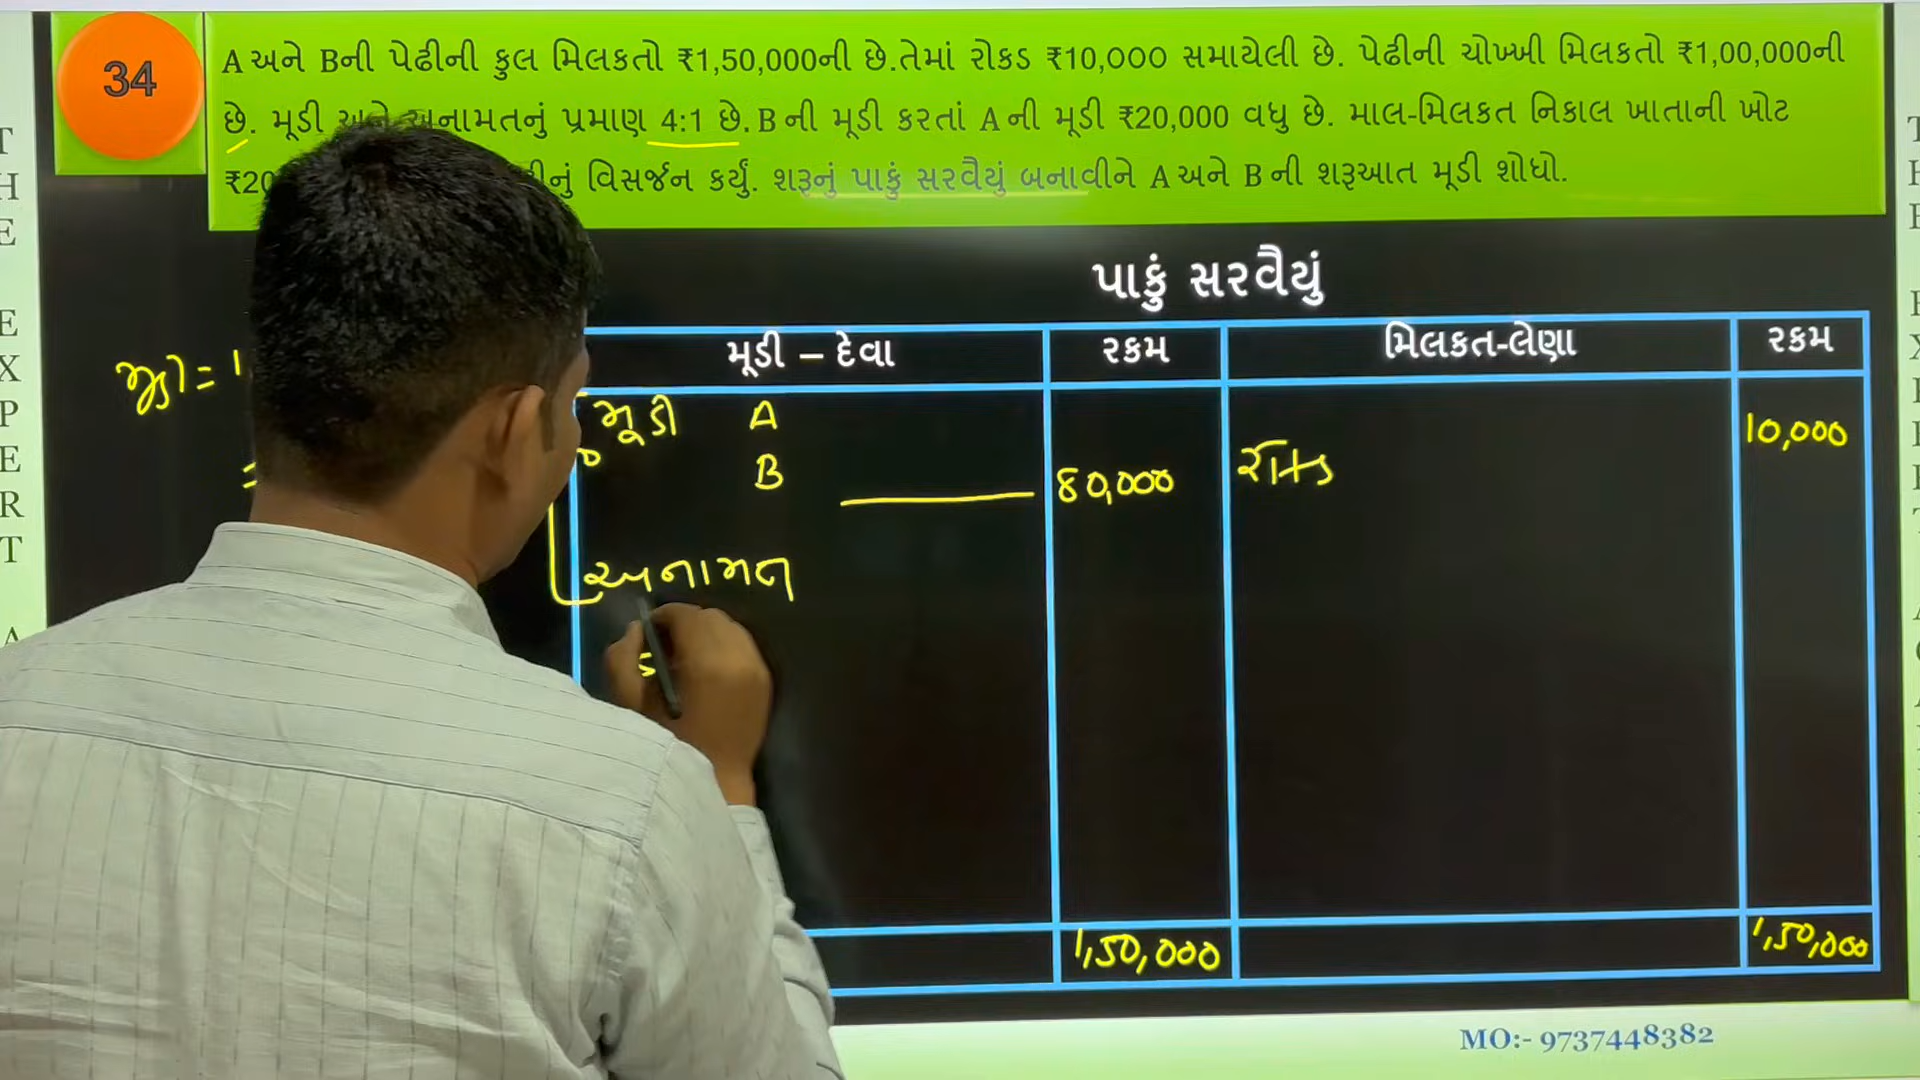 34
A અને Bની પેઢીની કુલ મિલકતો ₹1,50,000ની છે.તેમાં રોકડ ₹10,000 સમાયેલી છે. પેઢીની ચોખ્ખી મિલકતો ₹1,00,000ની
છે. મૂડી અને અનામતનું પ્રમાણ 4:1 છે. B ની મૂડી કરતાં A ની મૂડી ₹20,000 વધુ છે. માલ-મિલકત નિકાલ ખાતાની ખોટ
₹20 નું વિસર્જન કર્યું. શરૂનું પાકું સરવૈયું બનાવીને A અને B ની શરૂઆત મૂડી શોધો.
પાકું સરવૈયું
મૂડી – દેવા રકમ મિલકત-લેણા રકમ
મૂડી = 1
=
મૂડી A
B 80,000 રોકડ 10,000
અનામત
1,50,000 1,50,000
MO:- 9737448382
T
H
E
E
X
P
E
R
T
A